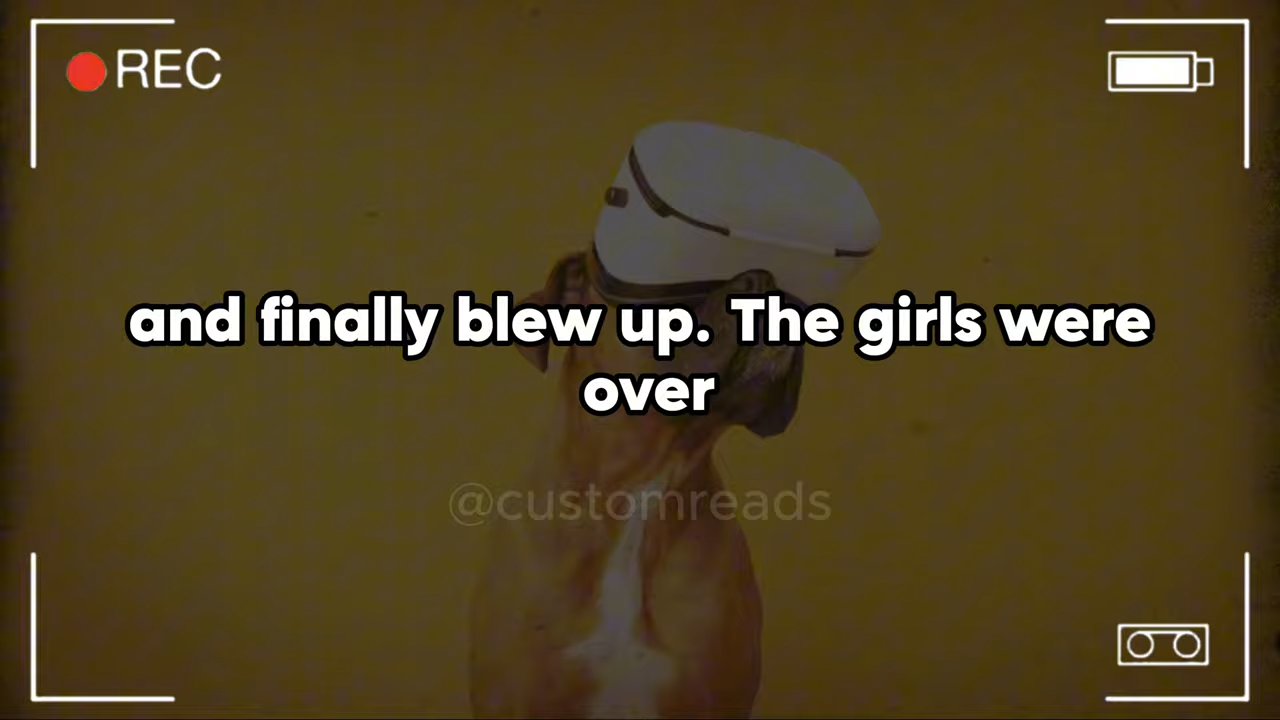 REC
and finally blew up. The girls were
over
@customreads